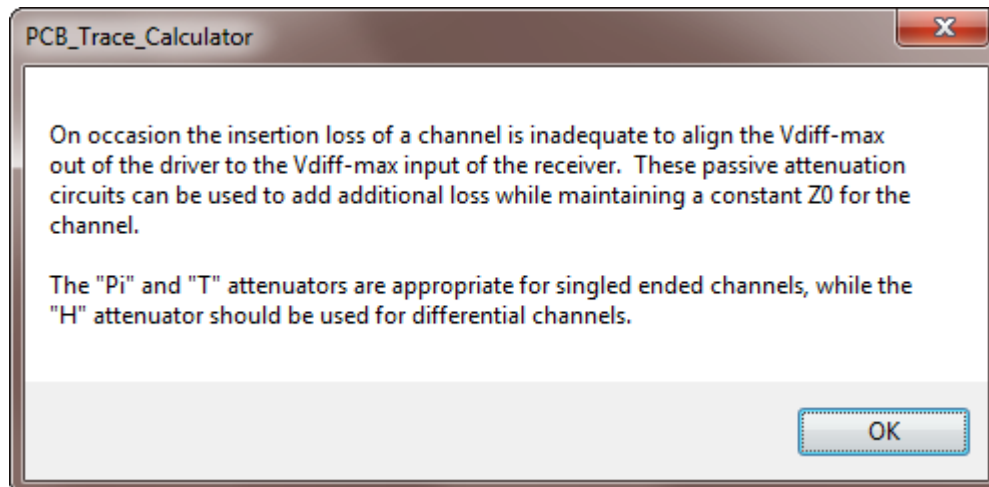 PCB_Trace_Calculator
On occasion the insertion loss of a channel is inadequate to align the Vdiff-max
out of the driver to the Vdiff-max input of the receiver.  These passive attenuation
circuits can be used to add additional loss while maintaining a constant Z0 for the
channel.
The "Pi" and "T" attenuators are appropriate for singled ended channels, while the
"H" attenuator should be used for differential channels.
OK